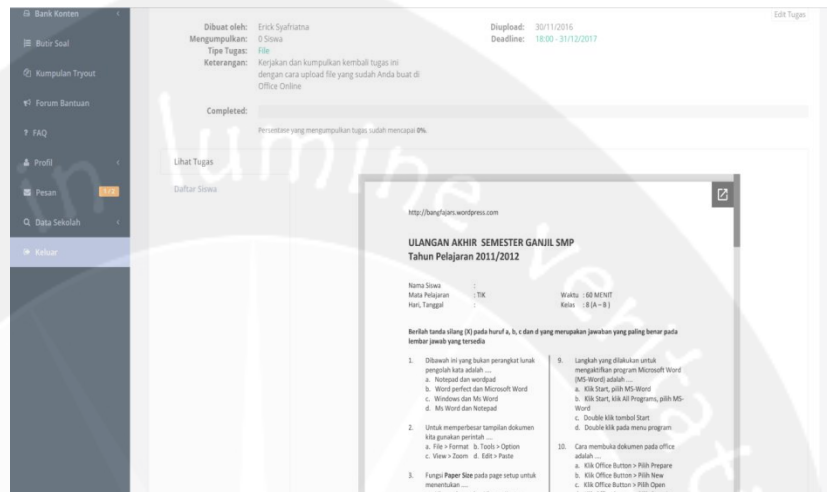 Bank Konten
Butir Soal
Kumpulan Tryout
Forum Bantuan
? FAQ
Profil
Pesan
Data Sekolah
Keluar
Edit Tugas
Dibuat oleh: Erick Syafriatna
Mengumpulkan: 0 Siswa
Tipe Tugas: File
Keterangan: Kerjakan dan kumpulkan kembali tugas ini
dengan cara upload file yang sudah Anda buat di
Office Online
Diupload: 30/11/2016
Deadline: 18:00 - 31/12/2017
Completed:
Persentase yang mengumpulkan tugas sudah mencapai 0%.
Lihat Tugas
Daftar Siswa
http://bangfajars.wordpress.com
ULANGAN AKHIR SEMESTER GANJIL SMP
Tahun Pelajaran 2011/2012
Nama Siswa :
Mata Pelajaran : TIK
Hari, Tanggal :
Waktu : 60 MENIT
Kelas : 8 (A – B )
Berilah tanda silang (X) pada huruf a, b, c dan d yang merupakan jawaban yang paling benar pada
lembar jawab yang tersedia
1. Dibawah ini yang bukan perangkat lunak
pengolah kata adalah ....
a. Notepad dan wordpad
b. Word perfect dan Microsoft Word
c. Windows dan Ms Word
d. Ms Word dan Notepad
2. Untuk memperbesar tampilan dokumen
kita gunakan perintah ....
a. File > Format b. Tools > Option
c. View > Zoom d. Edit > Paste
3. Fungsi Paper Size pada page setup untuk
menentukan ....
9. Langkah yang dilakukan untuk
mengaktifkan program Microsoft Word
(MS-Word) adalah ....
a. Klik Start, pilih MS-Word
b. Klik Start, klik All Programs, pilih MS-
Word
c. Double klik tombol Start
d. Double klik pada menu program
10. Cara membuka dokumen pada office
adalah ....
a. Klik Office Button > Pilih Prepare
b. Klik Office Button > Pilih New
c. Klik Office Button > Pilih Open
in lumine veritat